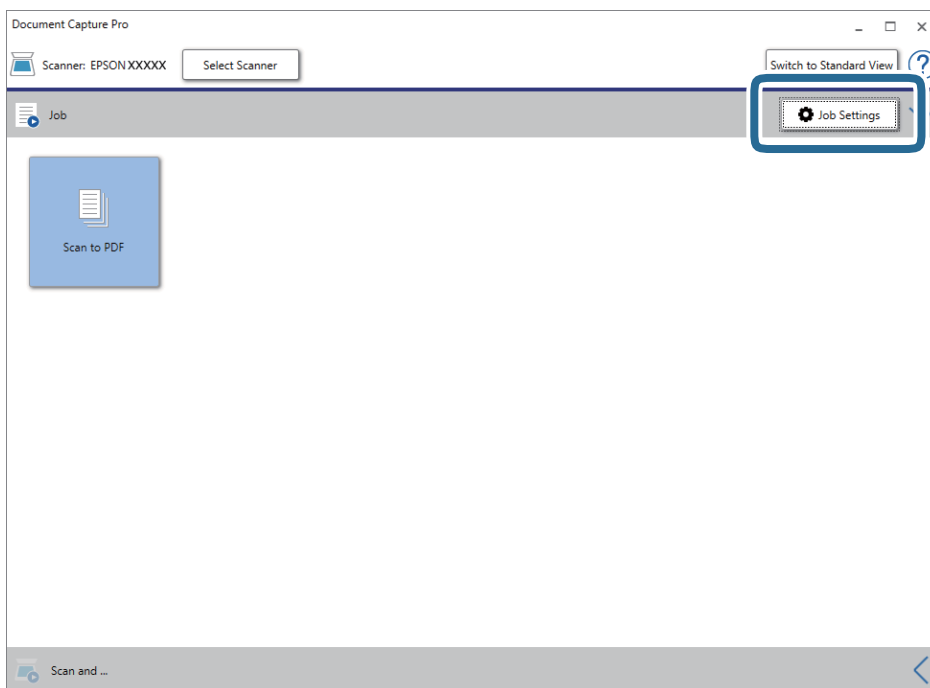 Document Capture Pro
Scanner: EPSON XXXXX Select Scanner Switch to Standard View ?
Job Job Settings
Scan to PDF
Scan and ...